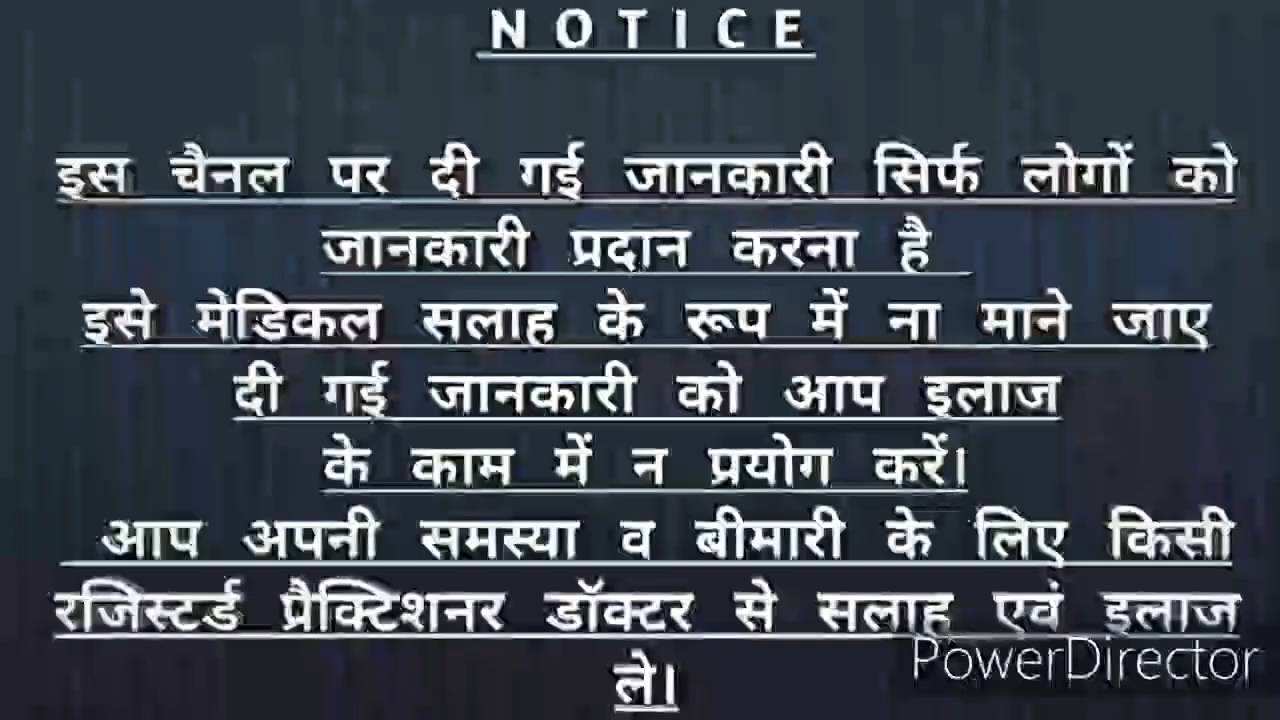 NOTICE
इस चैनल पर दी गई जानकारी सिर्फ लोगों को
जानकारी प्रदान करना है
इसे मेडिकल सलाह के रूप में ना माने जाए
दी गई जानकारी को आप इलाज
के काम में न प्रयोग करें।
आप अपनी समस्या व बीमारी के लिए किसी
रजिस्टर्ड प्रैक्टिशनर डॉक्टर से सलाह एवं इलाज
ले।
PowerDirector